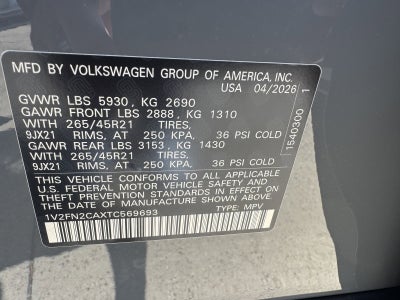 MFD BY VOLKSWAGEN GROUP OF AMERICA, INC.
USA 04/2026
GVWR LBS 5930, KG 2690
GAWR FRONT LBS 2888, KG 1310
WITH 265/45R21 TIRES,
9JX21 RIMS, AT 250 KPA, 36 PSI COLD
GAWR REAR LBS 3153, KG 1430
WITH 265/45R21 TIRES,
9JX21 RIMS, AT 250 KPA, 36 PSI COLD
THIS VEHICLE CONFORMS TO ALL APPLICABLE
U.S. FEDERAL MOTOR VEHICLE SAFETY AND
THEFT PREVENTION STANDARDS IN EFFECT ON
THE DATE OF MANUFACTURE SHOWN ABOVE.
1V2FN2CAXTC569693 TYPE: MPV
1540300 1